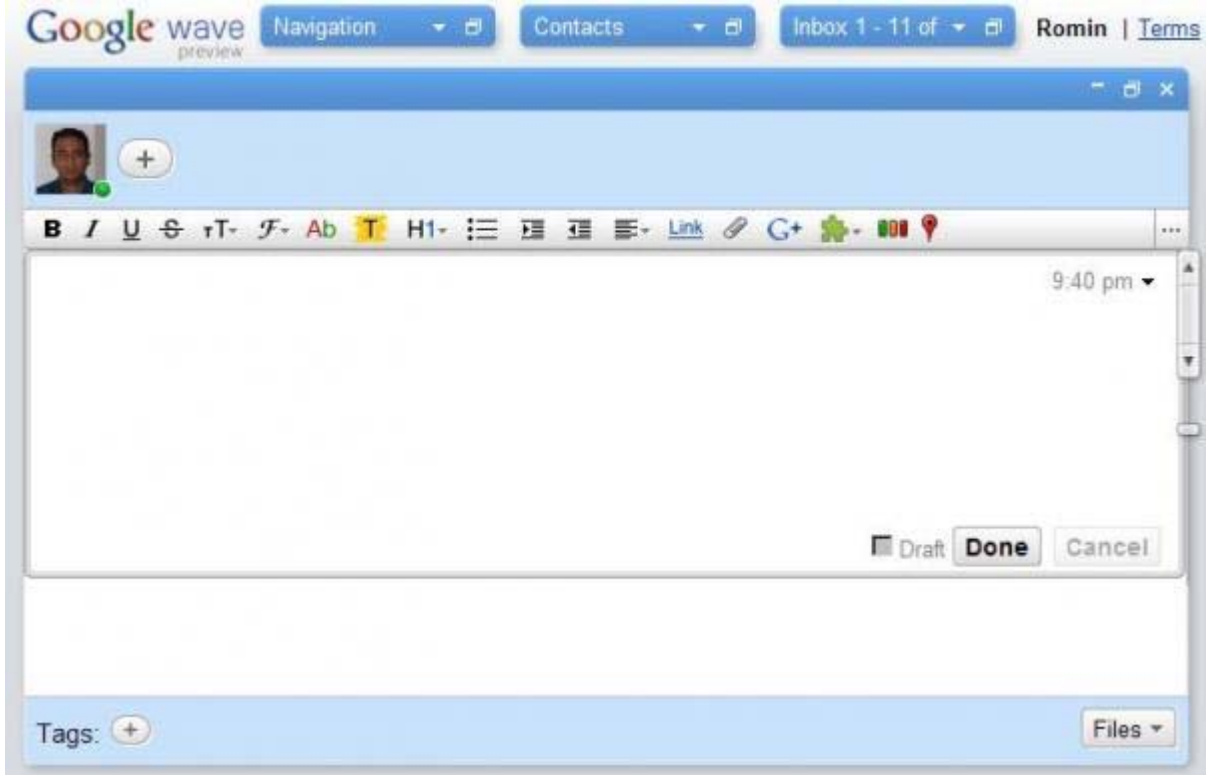 Google wave Navigation Contacts Inbox 1 - 11 of Romin | Terms
preview
B I U S TT F Ab T H1 Link G+ ...
9:40 pm
Draft Done Cancel
Tags: + Files